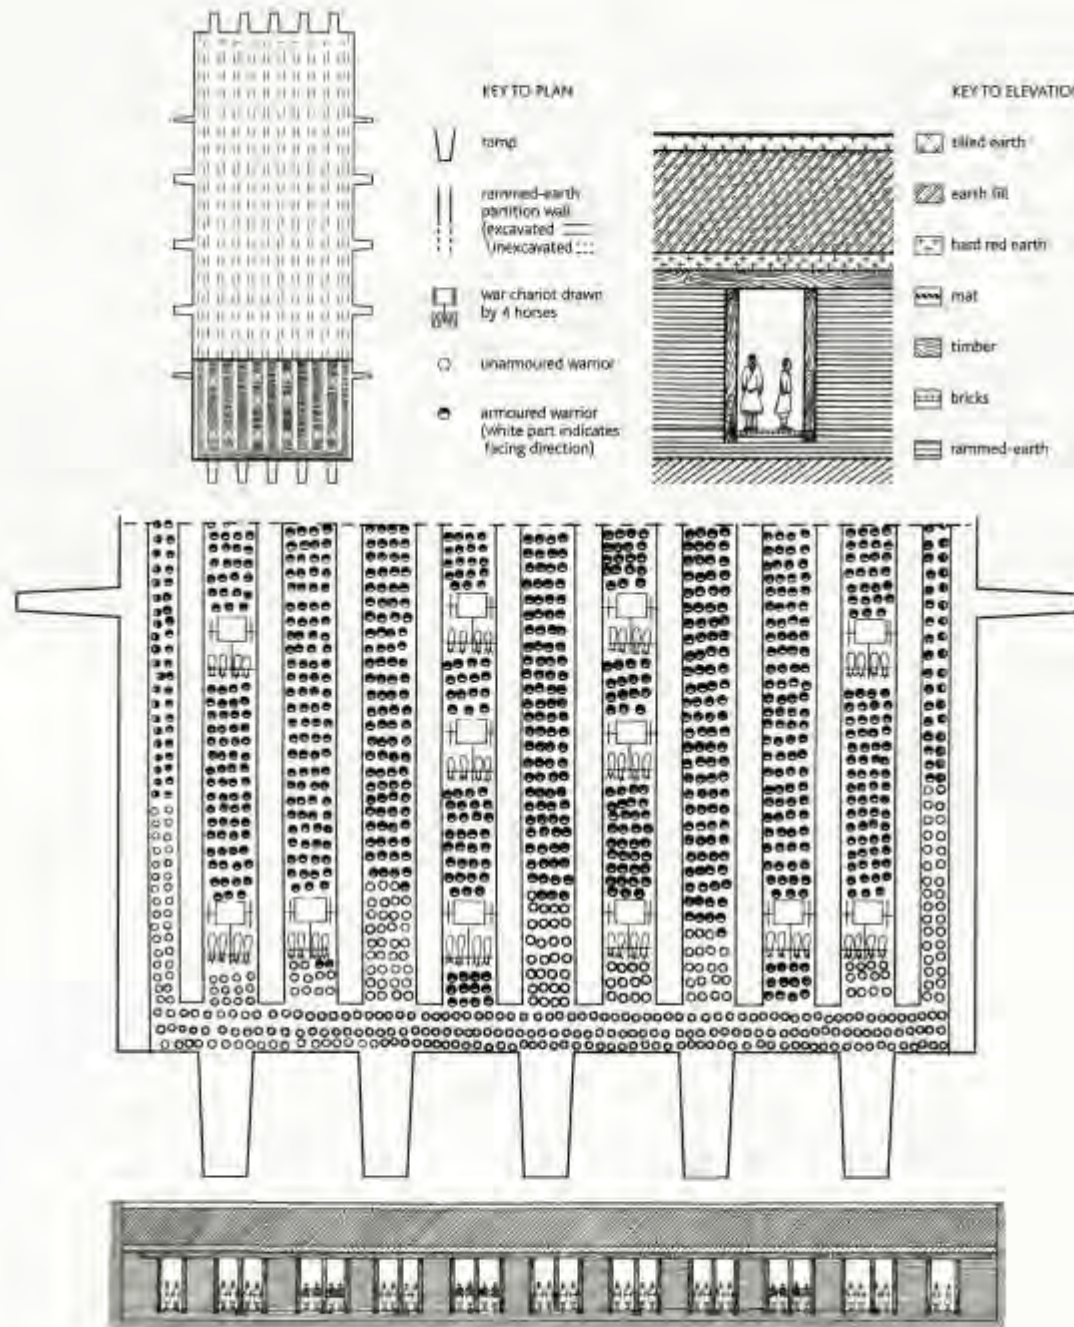 KEY TO PLAN
ramp
rammed-earth
partition wall
(excavated
unexcavated
war chariot drawn
by 4 horses
unarmoured warrior
armoured warrior
(white part indicates
facing direction)
KEY TO ELEVATION
tilled earth
earth fill
hard red earth
mat
timber
bricks
rammed-earth